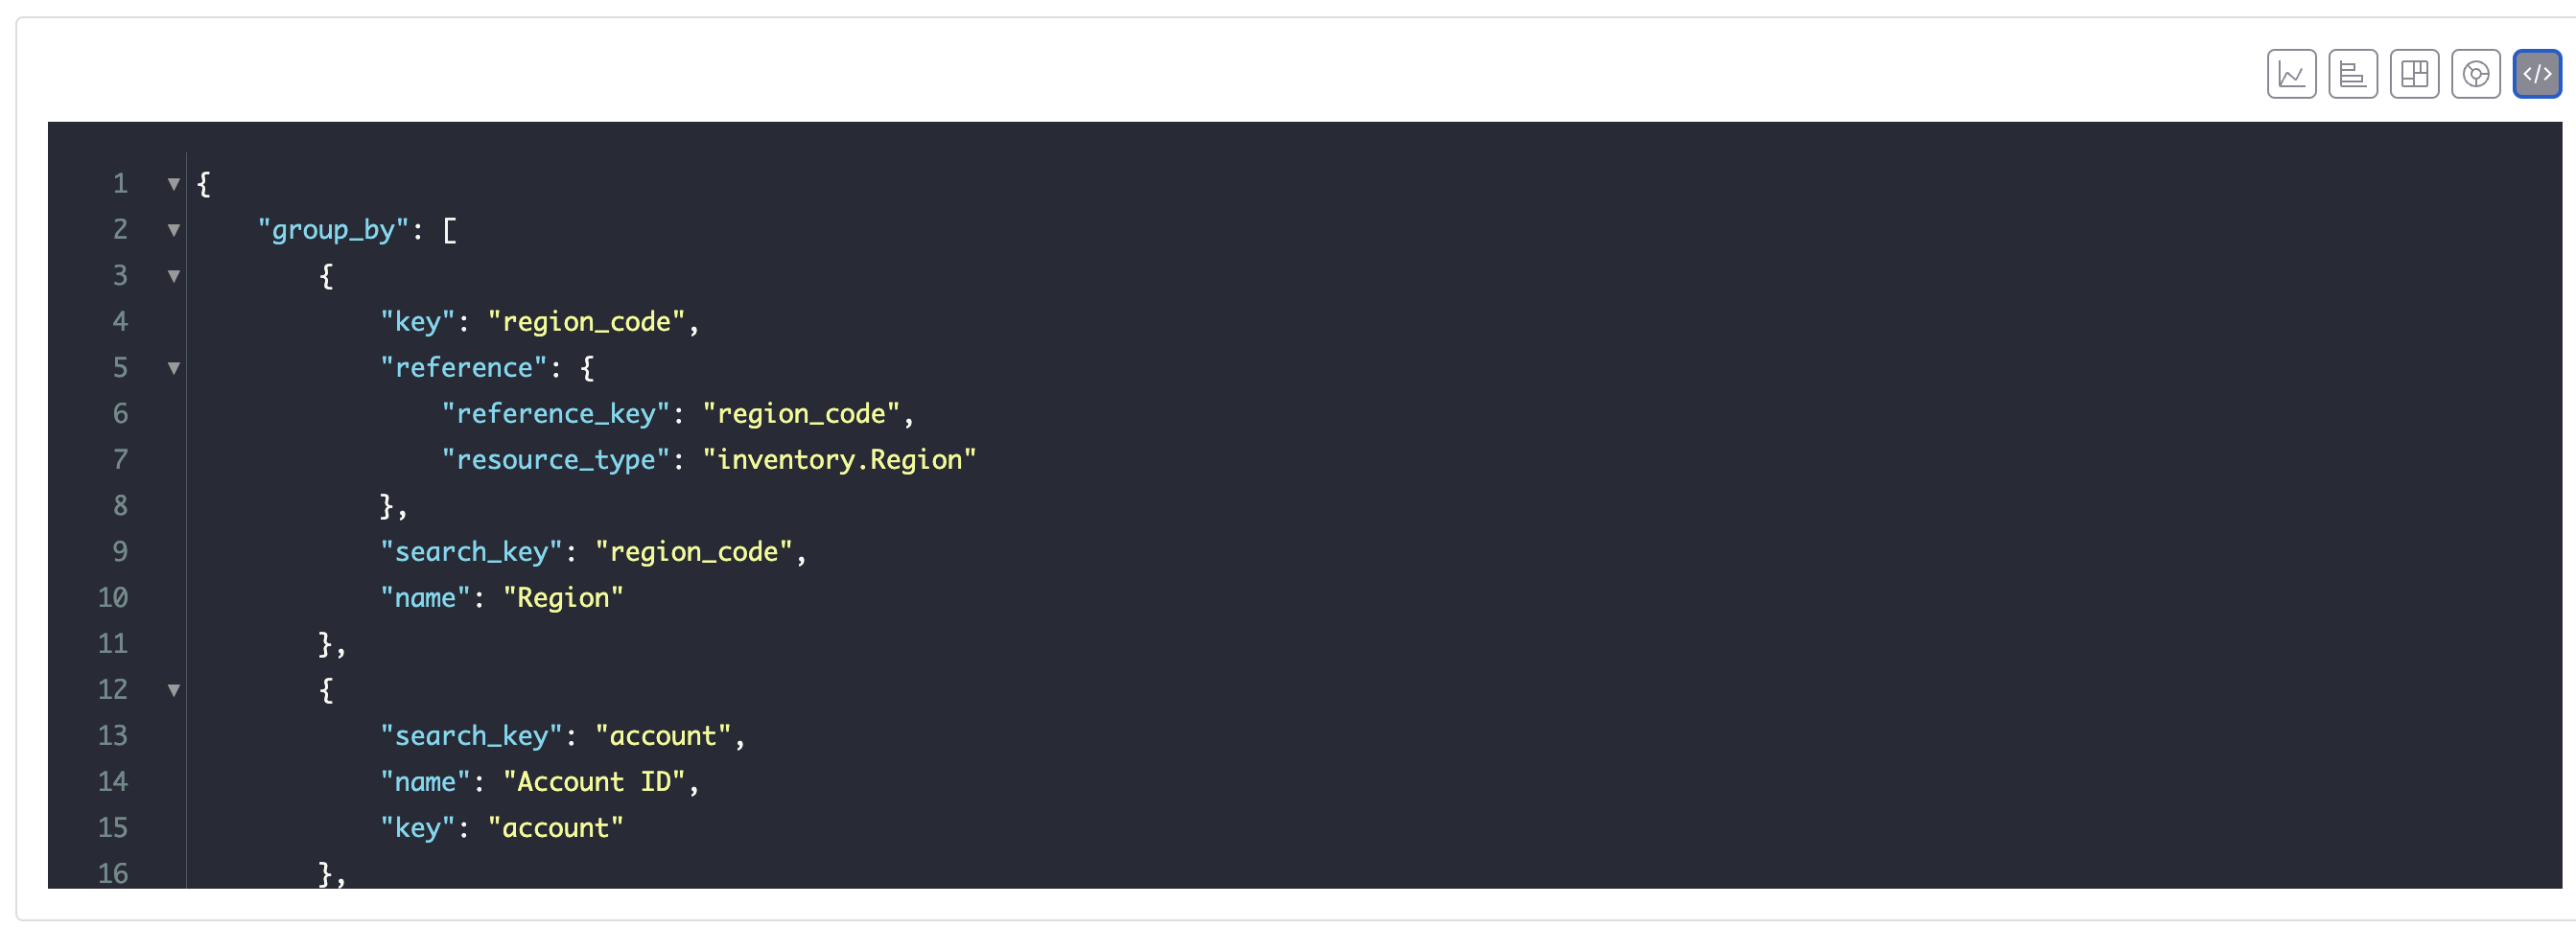 </>
1 ▼ {
2 ▼ "group_by": [
3 ▼ {
4 "key": "region_code",
5 ▼ "reference": {
6 "reference_key": "region_code",
7 "resource_type": "inventory.Region"
8 },
9 "search_key": "region_code",
10 "name": "Region"
11 },
12 ▼ {
13 "search_key": "account",
14 "name": "Account ID",
15 "key": "account"
16 },